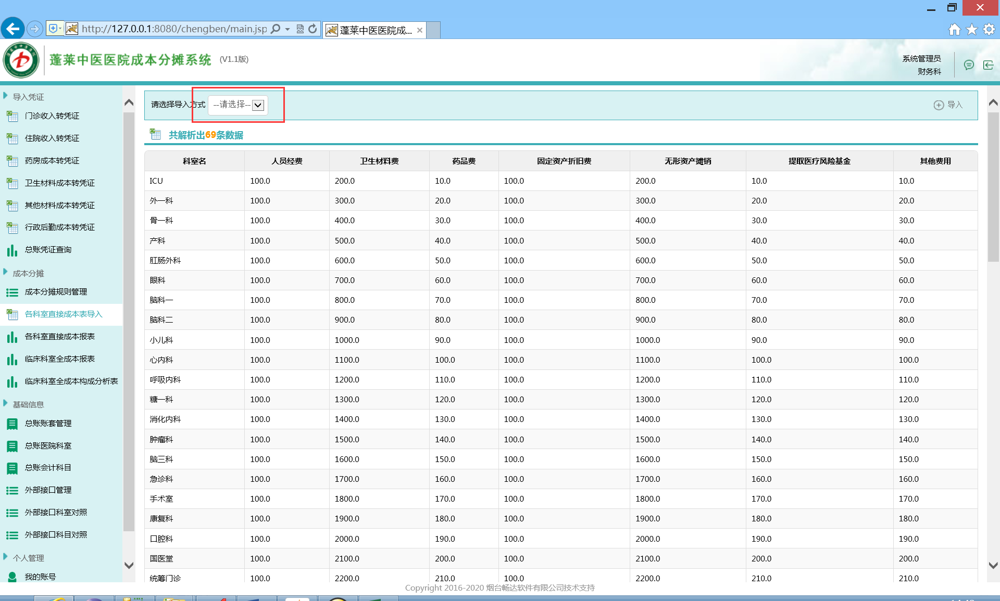 http://127.0.0.1:8080/chengben/main.jsp
蓬莱中医医院成...
蓬莱中医医院成本分摊系统 (V1.1版)
系统管理员
财务科
导入凭证
门诊收入转凭证
住院收入转凭证
药房成本转凭证
卫生材料成本转凭证
其他材料成本转凭证
行政后勤成本转凭证
总账凭证查询
成本分摊
成本分摊规则管理
各科室直接成本表导入
各科室直接成本报表
临床科室全成本报表
临床科室全成本构成分析表
基础信息
总账账套管理
总账医院科室
总账会计科目
外部接口管理
外部接口科室对照
外部接口科目对照
个人管理
我的账号
请选择导入方式 --请选择-- 导入
共解析出69条数据
科室名 人员经费 卫生材料费 药品费 固定资产折旧费 无形资产摊销 提取医疗风险基金 其他费用
ICU 100.0 200.0 10.0 100.0 200.0 10.0 10.0
外一科 100.0 300.0 20.0 100.0 300.0 20.0 20.0
骨一科 100.0 400.0 30.0 100.0 400.0 30.0 30.0
产科 100.0 500.0 40.0 100.0 500.0 40.0 40.0
肛肠外科 100.0 600.0 50.0 100.0 600.0 50.0 50.0
眼科 100.0 700.0 60.0 100.0 700.0 60.0 60.0
脑科一 100.0 800.0 70.0 100.0 800.0 70.0 70.0
脑科二 100.0 900.0 80.0 100.0 900.0 80.0 80.0
小儿科 100.0 1000.0 90.0 100.0 1000.0 90.0 90.0
心内科 100.0 1100.0 100.0 100.0 1100.0 100.0 100.0
呼吸内科 100.0 1200.0 110.0 100.0 1200.0 110.0 110.0
糖一科 100.0 1300.0 120.0 100.0 1300.0 120.0 120.0
消化内科 100.0 1400.0 130.0 100.0 1400.0 130.0 130.0
肿瘤科 100.0 1500.0 140.0 100.0 1500.0 140.0 140.0
脑三科 100.0 1600.0 150.0 100.0 1600.0 150.0 150.0
急诊科 100.0 1700.0 160.0 100.0 1700.0 160.0 160.0
手术室 100.0 1800.0 170.0 100.0 1800.0 170.0 170.0
康复科 100.0 1900.0 180.0 100.0 1900.0 180.0 180.0
口腔科 100.0 2000.0 190.0 100.0 2000.0 190.0 190.0
国医堂 100.0 2100.0 200.0 100.0 2100.0 200.0 200.0
统筹门诊 100.0 2200.0 210.0 100.0 2200.0 210.0 210.0
Copyright 2016-2020 烟台畅达软件有限公司技术支持